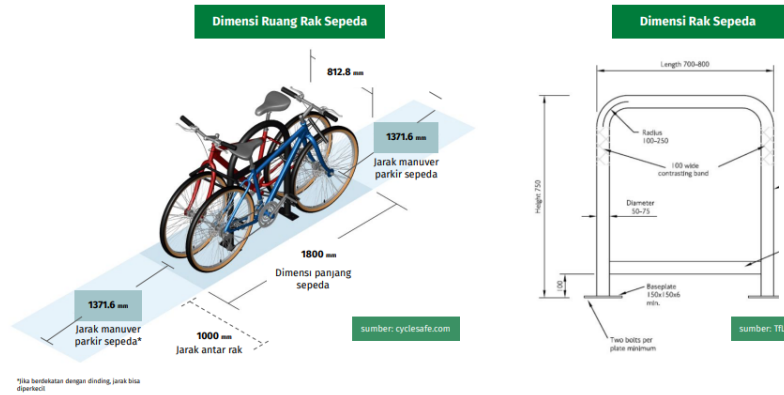 Dimensi Ruang Rak Sepeda
812.8 mm
1371.6 mm
Jarak manuver
parkir sepeda
1800 mm
Dimensi panjang
sepeda
1371.6 mm
Jarak manuver
parkir sepeda*
1000 mm
Jarak antar rak
sumber: cyclesafe.com
*Jika berdekatan dengan dinding, jarak bisa
diperkecil
Dimensi Rak Sepeda
Length 700-800
Radius
100-250
100 wide
contrasting band
Height 750
Diameter
50-75
100
Baseplate
150x150x6
min.
Two bolts per
plate minimum
sumber: TfL